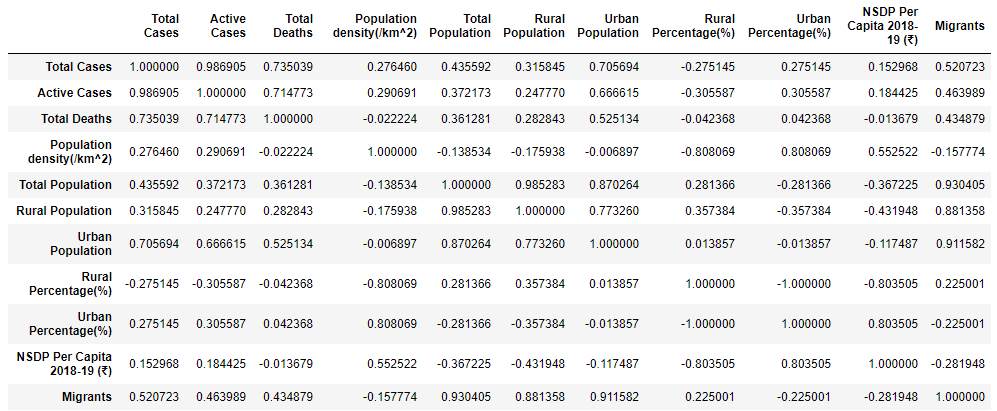 Total Cases Active Cases Total Deaths Population density(/km^2) Total Population Rural Population Urban Population Rural Percentage(%) Urban Percentage(%) NSDP Per Capita 2018-19 (₹) Migrants
Total Cases 1.000000 0.986905 0.735039 0.276460 0.435592 0.315845 0.705694 -0.275145 0.275145 0.152968 0.520723
Active Cases 0.986905 1.000000 0.714773 0.290691 0.372173 0.247770 0.666615 -0.305587 0.305587 0.184425 0.463989
Total Deaths 0.735039 0.714773 1.000000 -0.022224 0.361281 0.282843 0.525134 -0.042368 0.042368 -0.013679 0.434879
Population density(/km^2) 0.276460 0.290691 -0.022224 1.000000 -0.138534 -0.175938 -0.006897 -0.808069 0.808069 0.552522 -0.157774
Total Population 0.435592 0.372173 0.361281 -0.138534 1.000000 0.985283 0.870264 0.281366 -0.281366 -0.367225 0.930405
Rural Population 0.315845 0.247770 0.282843 -0.175938 0.985283 1.000000 0.773260 0.357384 -0.357384 -0.431948 0.881358
Urban Population 0.705694 0.666615 0.525134 -0.006897 0.870264 0.773260 1.000000 0.013857 -0.013857 -0.117487 0.911582
Rural Percentage(%) -0.275145 -0.305587 -0.042368 -0.808069 0.281366 0.357384 0.013857 1.000000 -1.000000 -0.803505 0.225001
Urban Percentage(%) 0.275145 0.305587 0.042368 0.808069 -0.281366 -0.357384 -0.013857 -1.000000 1.000000 0.803505 -0.225001
NSDP Per Capita 2018-19 (₹) 0.152968 0.184425 -0.013679 0.552522 -0.367225 -0.431948 -0.117487 -0.803505 0.803505 1.000000 -0.281948
Migrants 0.520723 0.463989 0.434879 -0.157774 0.930405 0.881358 0.911582 0.225001 -0.225001 -0.281948 1.000000